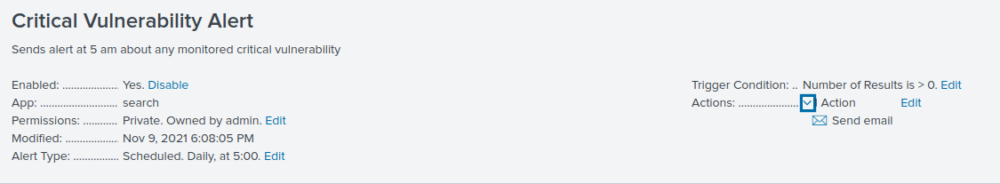 Critical Vulnerability Alert
Sends alert at 5 am about any monitored critical vulnerability
Enabled: .................... Yes. Disable
App: ........................... search
Permissions: ............ Private. Owned by admin. Edit
Modified: ................... Nov 9, 2021 6:08:05 PM
Alert Type: ................ Scheduled. Daily, at 5:00. Edit
Trigger Condition: .. Number of Results is > 0. Edit
Actions: ..................... Action Edit
Send email